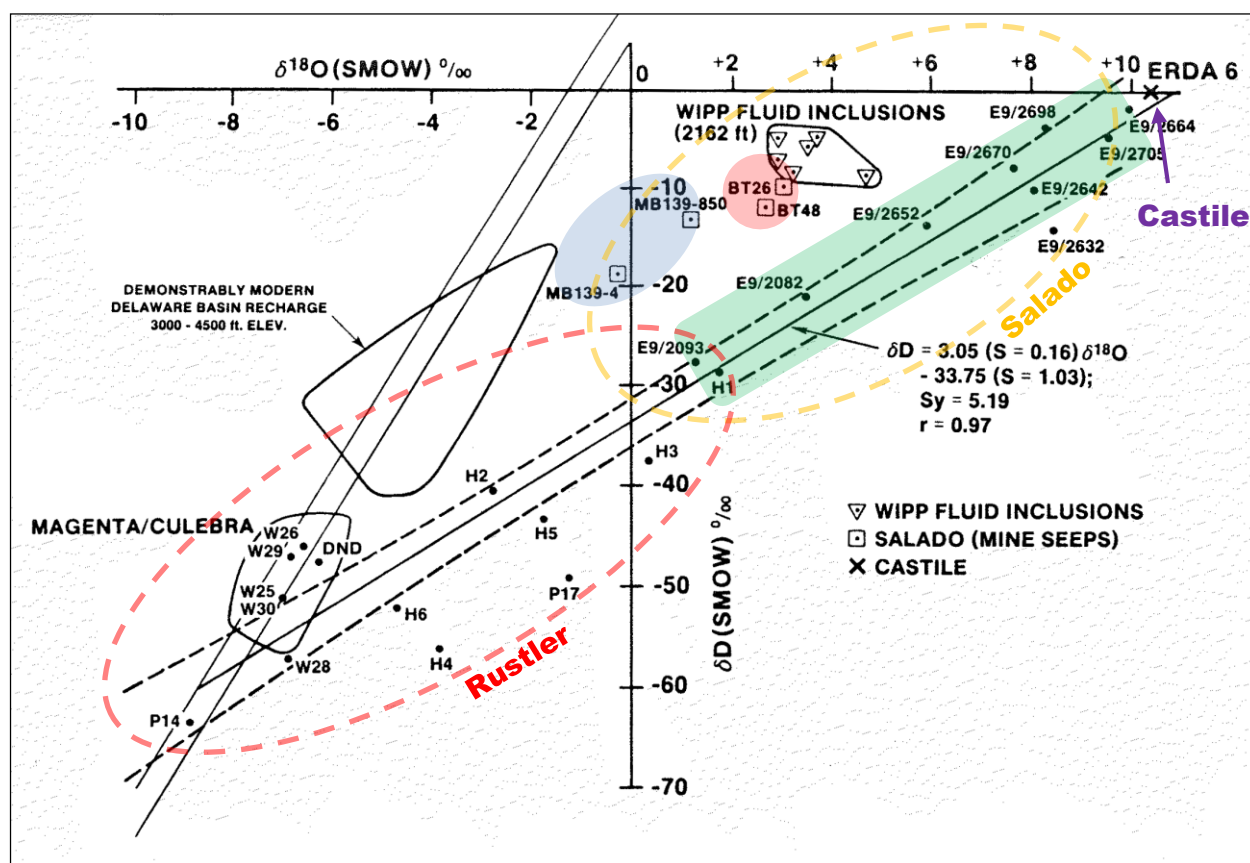 δ¹⁸O (SMOW) ⁰/₀₀
-10
-8
-6
-4
-2
0
+2
+4
+6
+8
+10
ERDA 6
WIPP FLUID INCLUSIONS
(2162 ft)
E9/2698
E9/2664
E9/2670
E9/2705
BT26
-10
MB139-850
BT48
E9/2642
E9/2652
Castile
E9/2632
MB139-4
-20
E9/2082
Salado
DEMONSTRABLY MODERN
DELAWARE BASIN RECHARGE
3000 - 4500 ft. ELEV.
E9/2093
-30
H1
δD = 3.05 (S = 0.16) δ¹⁸O
- 33.75 (S = 1.03);
Sy = 5.19
r = 0.97
H3
H2
-40
H5
MAGENTA/CULEBRA
W26
W29
DND
P17
-50
W25
W30
H6
H4
W28
Rustler
-60
P14
-70
δD (SMOW) ⁰/₀₀
WIPP FLUID INCLUSIONS
SALADO (MINE SEEPS)
CASTILE